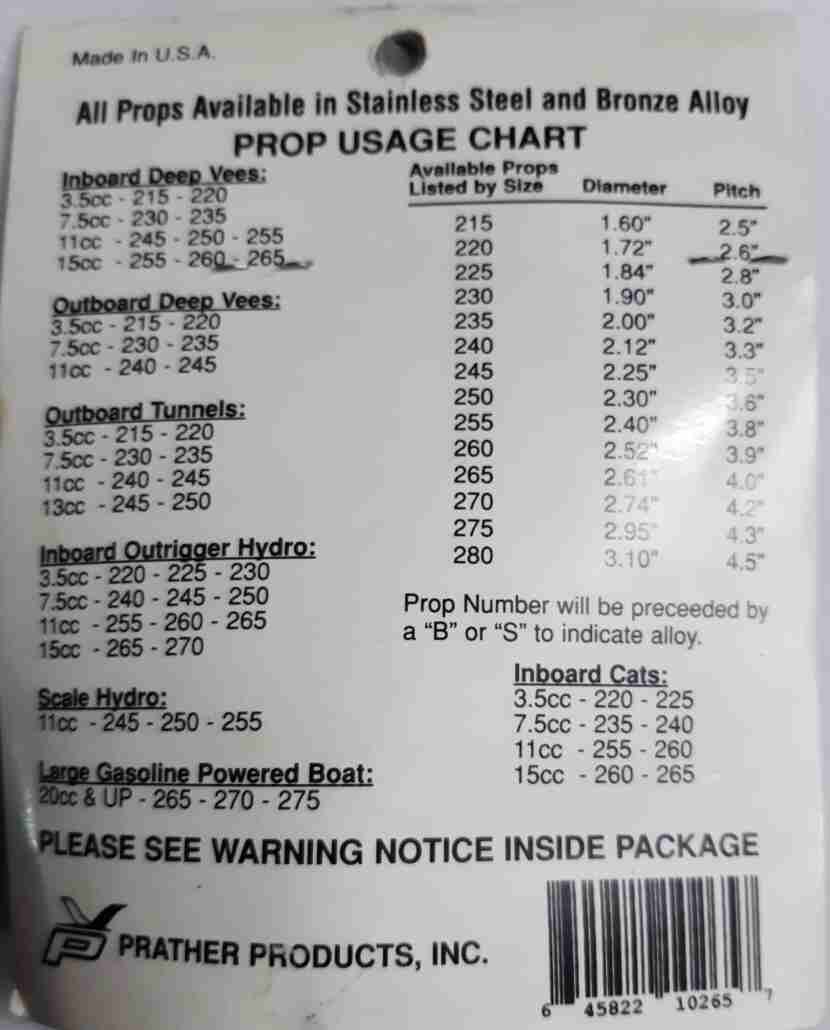 Made In U.S.A.
All Props Available in Stainless Steel and Bronze Alloy
PROP USAGE CHART
Inboard Deep Vees:
3.5cc - 215 - 220
7.5cc - 230 - 235
11cc - 245 - 250 - 255
15cc - 255 - 260 - 265
Outboard Deep Vees:
3.5cc - 215 - 220
7.5cc - 230 - 235
11cc - 240 - 245
Outboard Tunnels:
3.5cc - 215 - 220
7.5cc - 230 - 235
11cc - 240 - 245
13cc - 245 - 250
Inboard Outrigger Hydro:
3.5cc - 220 - 225 - 230
7.5cc - 240 - 245 - 250
11cc - 255 - 260 - 265
15cc - 265 - 270
Scale Hydro:
11cc - 245 - 250 - 255
Large Gasoline Powered Boat:
20cc & UP - 265 - 270 - 275
Available Props
Listed by Size Diameter Pitch
215 1.60" 2.5"
220 1.72" 2.6"
225 1.84" 2.8"
230 1.90" 3.0"
235 2.00" 3.2"
240 2.12" 3.3"
245 2.25" 3.5"
250 2.30" 3.6"
255 2.40" 3.8"
260 2.52" 3.9"
265 2.61" 4.0"
270 2.74" 4.2"
275 2.95" 4.3"
280 3.10" 4.5"
Prop Number will be preceeded by
a “B” or “S” to indicate alloy.
Inboard Cats:
3.5cc - 220 - 225
7.5cc - 235 - 240
11cc - 255 - 260
15cc - 260 - 265
PLEASE SEE WARNING NOTICE INSIDE PACKAGE
PRATHER PRODUCTS, INC.
6 45822 10265 7